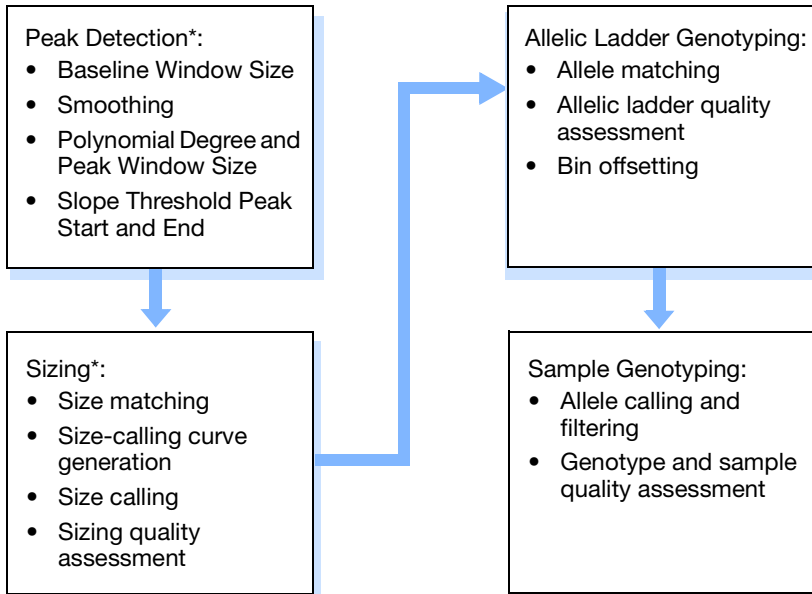 Peak Detection*:
• Baseline Window Size
• Smoothing
• Polynomial Degree and
Peak Window Size
• Slope Threshold Peak
Start and End
Sizing*:
• Size matching
• Size-calling curve
generation
• Size calling
• Sizing quality
assessment
Allelic Ladder Genotyping:
• Allele matching
• Allelic ladder quality
assessment
• Bin offsetting
Sample Genotyping:
• Allele calling and
filtering
• Genotype and sample
quality assessment